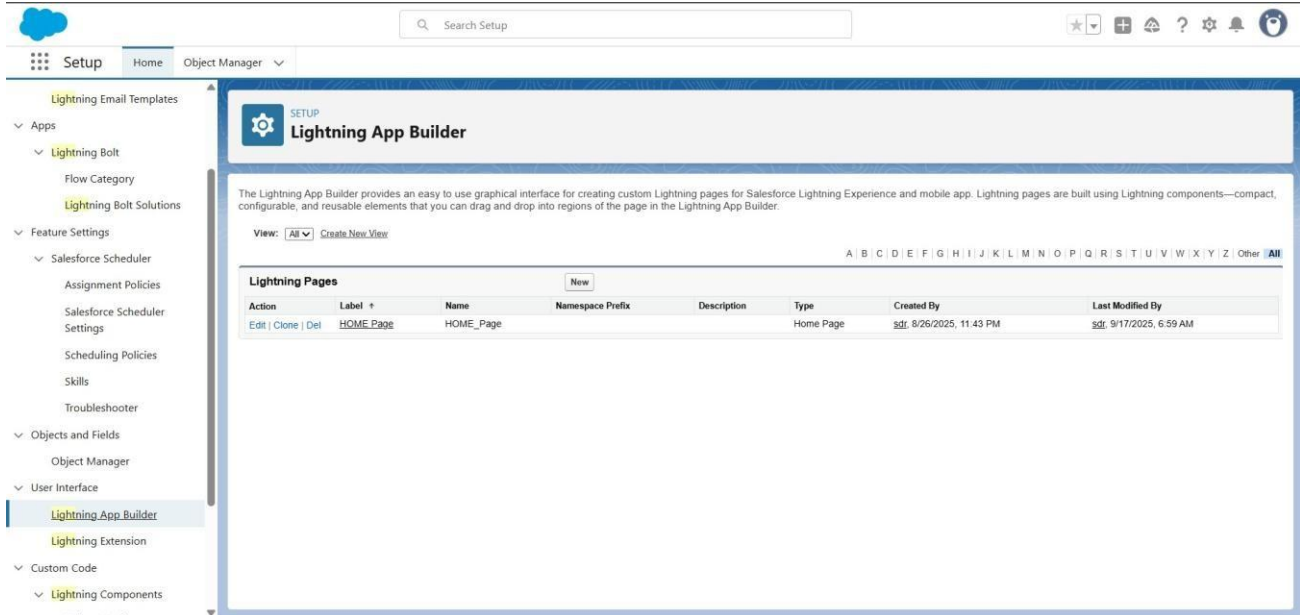 Search Setup
Setup Home Object Manager
Lightning Email Templates
Apps
Lightning Bolt
Flow Category
Lightning Bolt Solutions
Feature Settings
Salesforce Scheduler
Assignment Policies
Salesforce Scheduler
Settings
Scheduling Policies
Skills
Troubleshooter
Objects and Fields
Object Manager
User Interface
Lightning App Builder
Lightning Extension
Custom Code
Lightning Components
SETUP
Lightning App Builder
The Lightning App Builder provides an easy to use graphical interface for creating custom Lightning pages for Salesforce Lightning Experience and mobile app. Lightning pages are built using Lightning components—compact,
configurable, and reusable elements that you can drag and drop into regions of the page in the Lightning App Builder.
View: All Create New View
A | B | C | D | E | F | G | H | I | J | K | L | M | N | O | P | Q | R | S | T | U | V | W | X | Y | Z | Other All
Lightning Pages New
Action Label ↑ Name Namespace Prefix Description Type Created By Last Modified By
Edit | Clone | Del HOME Page HOME_Page Home Page sdr, 8/26/2025, 11:43 PM sdr, 9/17/2025, 6:59 AM